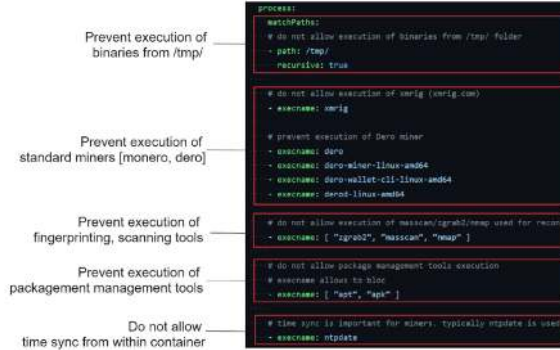 process:
matchPaths:
Prevent execution of
binaries from /tmp/
# do not allow execution of binaries from /tmp/ folder
- path: /tmp/
recursive: true
Prevent execution of
standard miners [monero, dero]
# do not allow execution of xmrig (xmrig.com)
- execname: xmrig
# prevent execution of Dero miner
- execname: dero
- execname: dero-miner-linux-amd64
- execname: dero-wallet-cli-linux-amd64
- execname: derod-linux-amd64
Prevent execution of
fingerprinting, scanning tools
# do not allow execution of masscan/zgrab2/nmap used for recon
- execname: [ "zgrab2", "masscan", "nmap" ]
Prevent execution of
packagement management tools
# do not allow package management tools execution
# execname allows to bloc
- execname: [ "apt", "apk" ]
Do not allow
time sync from within container
# time sync is important for miners. typically ntpdate is used
- execname: ntpdate